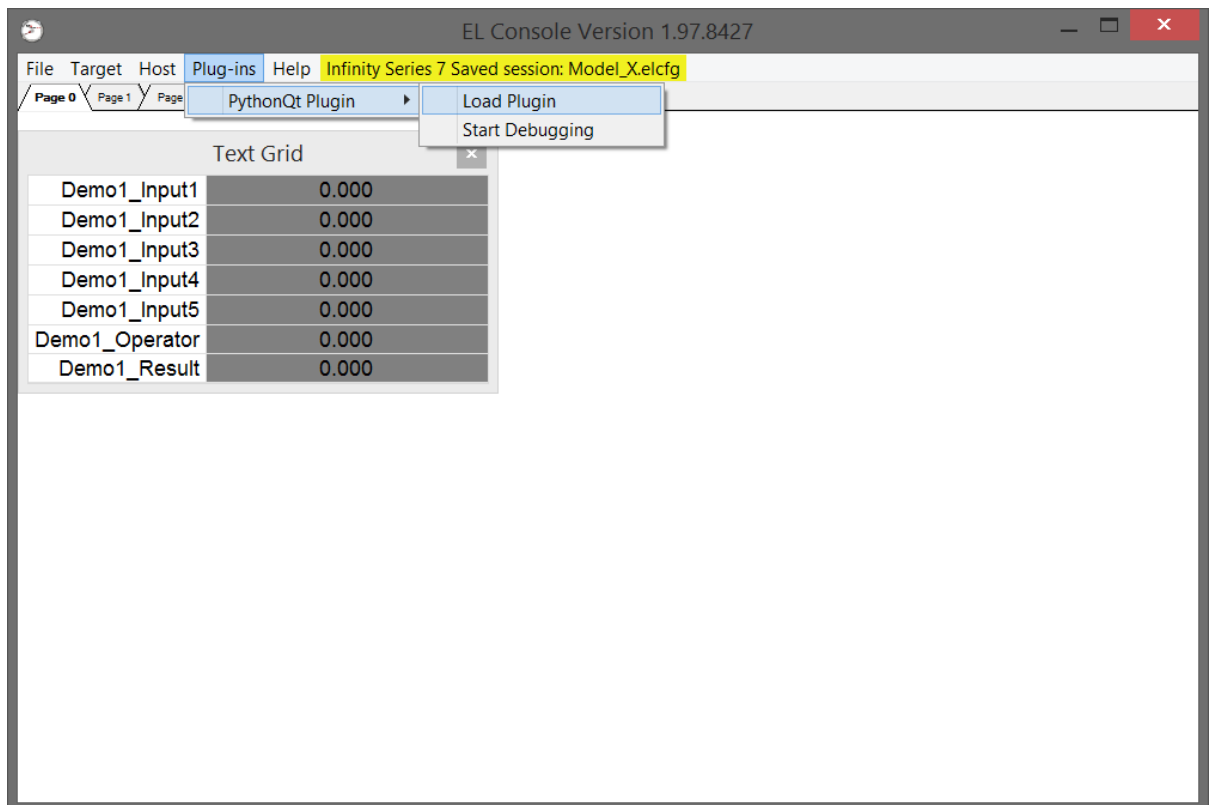 EL Console Version 1.97.8427
File Target Host Plug-ins Help Infinity Series 7 Saved session: Model_X.elcfg
Page 0 Page 1 Page
PythonQt Plugin
Load Plugin
Start Debugging
Text Grid
Demo1_Input1 0.000
Demo1_Input2 0.000
Demo1_Input3 0.000
Demo1_Input4 0.000
Demo1_Input5 0.000
Demo1_Operator 0.000
Demo1_Result 0.000